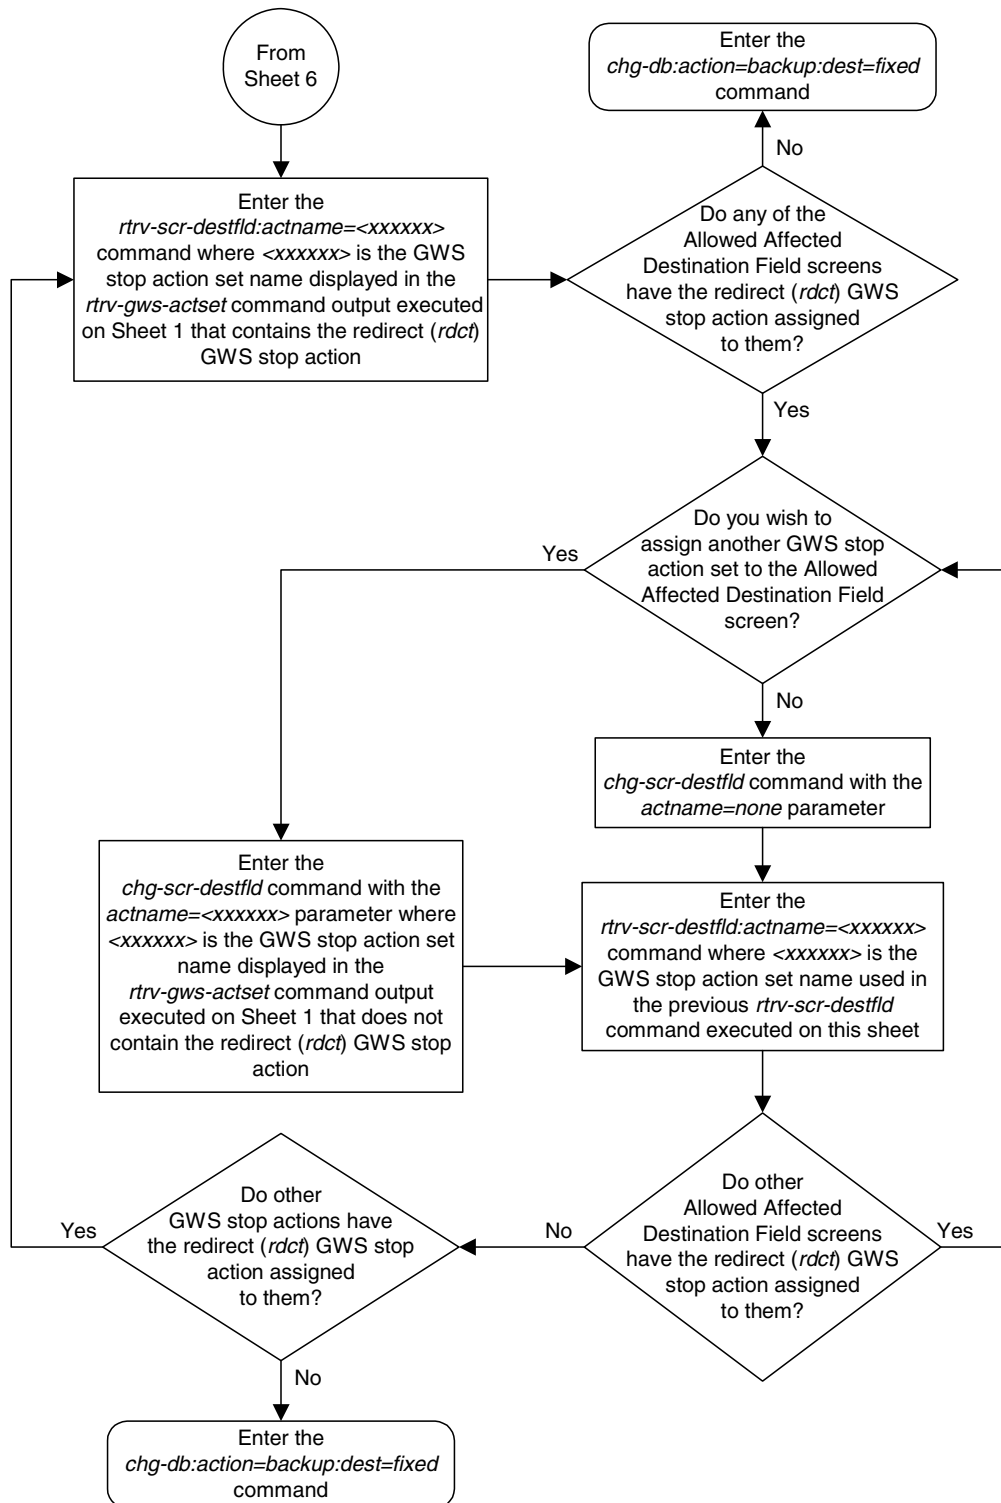 From
Sheet 6
Enter the
chg-db:action=backup:dest=fixed
command
No
Enter the
rtrv-scr-destfld:actname=<xxxxxx>
command where <xxxxxx> is the GWS
stop action set name displayed in the
rtrv-gws-actset command output executed
on Sheet 1 that contains the redirect (rdct)
GWS stop action
Do any of the
Allowed Affected
Destination Field screens
have the redirect (rdct) GWS
stop action assigned
to them?
Yes
Do you wish to
assign another GWS stop
action set to the Allowed
Affected Destination Field
screen?
Yes
No
Enter the
chg-scr-destfld command with the
actname=none parameter
Enter the
chg-scr-destfld command with the
actname=<xxxxxx> parameter where
<xxxxxx> is the GWS stop action set
name displayed in the
rtrv-gws-actset command output
executed on Sheet 1 that does not
contain the redirect (rdct) GWS stop
action
Enter the
rtrv-scr-destfld:actname=<xxxxxx>
command where <xxxxxx> is the
GWS stop action set name used in
the previous rtrv-scr-destfld
command executed on this sheet
Do other
Allowed Affected
Destination Field screens
have the redirect (rdct) GWS
stop action assigned
to them?
Yes
No
Do other
GWS stop actions have
the redirect (rdct) GWS stop
action assigned
to them?
Yes
No
Enter the
chg-db:action=backup:dest=fixed
command